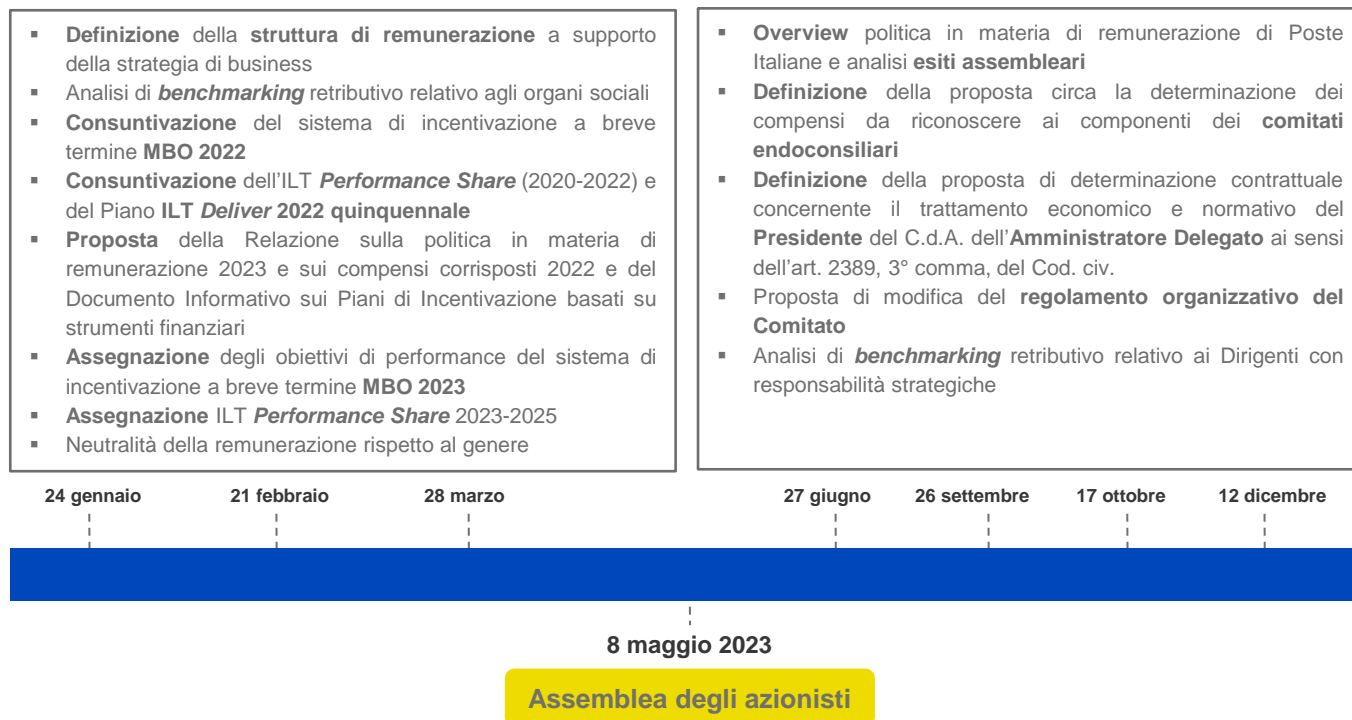 ▪ Definizione della struttura di remunerazione a supporto
della strategia di business
▪ Analisi di benchmarking retributivo relativo agli organi sociali
▪ Consuntivazione del sistema di incentivazione a breve
termine MBO 2022
▪ Consuntivazione dell'ILT Performance Share (2020-2022) e
del Piano ILT Deliver 2022 quinquennale
▪ Proposta della Relazione sulla politica in materia di
remunerazione 2023 e sui compensi corrisposti 2022 e del
Documento Informativo sui Piani di Incentivazione basati su
strumenti finanziari
▪ Assegnazione degli obiettivi di performance del sistema di
incentivazione a breve termine MBO 2023
▪ Assegnazione ILT Performance Share 2023-2025
▪ Neutralità della remunerazione rispetto al genere
▪ Overview politica in materia di remunerazione di Poste
Italiane e analisi esiti assembleari
▪ Definizione della proposta circa la determinazione dei
compensi da riconoscere ai componenti dei comitati
endoconsiliari
▪ Definizione della proposta di determinazione contrattuale
concernente il trattamento economico e normativo del
Presidente del C.d.A. dell'Amministratore Delegato ai sensi
dell'art. 2389, 3° comma, del Cod. civ.
▪ Proposta di modifica del regolamento organizzativo del
Comitato
▪ Analisi di benchmarking retributivo relativo ai Dirigenti con
responsabilità strategiche
24 gennaio 21 febbraio 28 marzo 27 giugno 26 settembre 17 ottobre 12 dicembre
8 maggio 2023
Assemblea degli azionisti